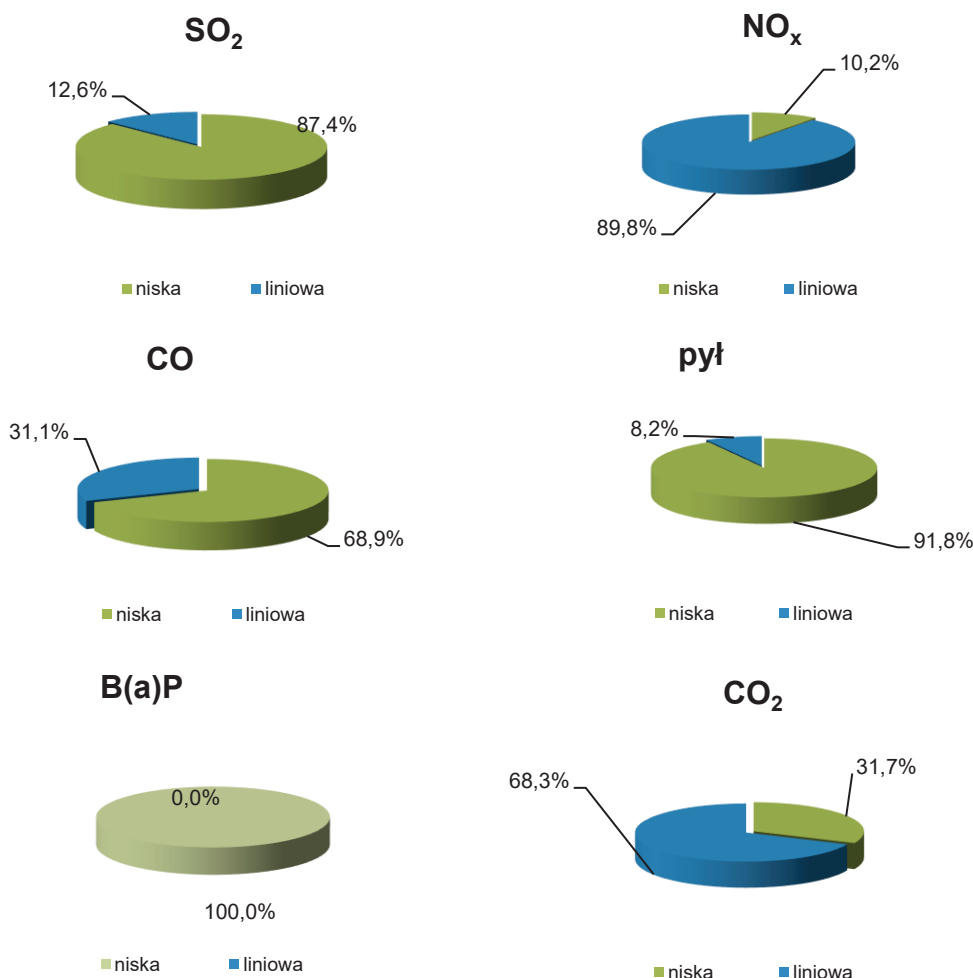 SO₂
12,6%
87,4%
niska liniowa
NOₓ
10,2%
89,8%
niska liniowa
CO
31,1%
68,9%
niska liniowa
pył
8,2%
91,8%
niska liniowa
B(a)P
0,0%
100,0%
niska liniowa
CO₂
68,3%
31,7%
niska liniowa